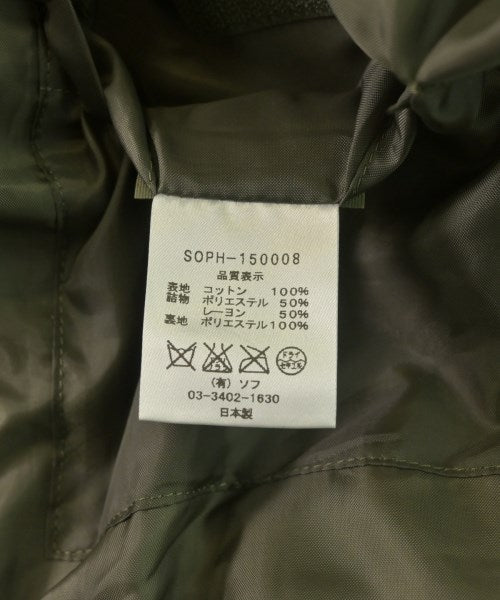 SOPH-150008
品質表示
表地 コットン 100%
詰物 ポリエステル 50%
レーヨン 50%
裏地 ポリエステル100%
ドライ
セキユ系
(有) ソフ
03-3402-1630
日本製